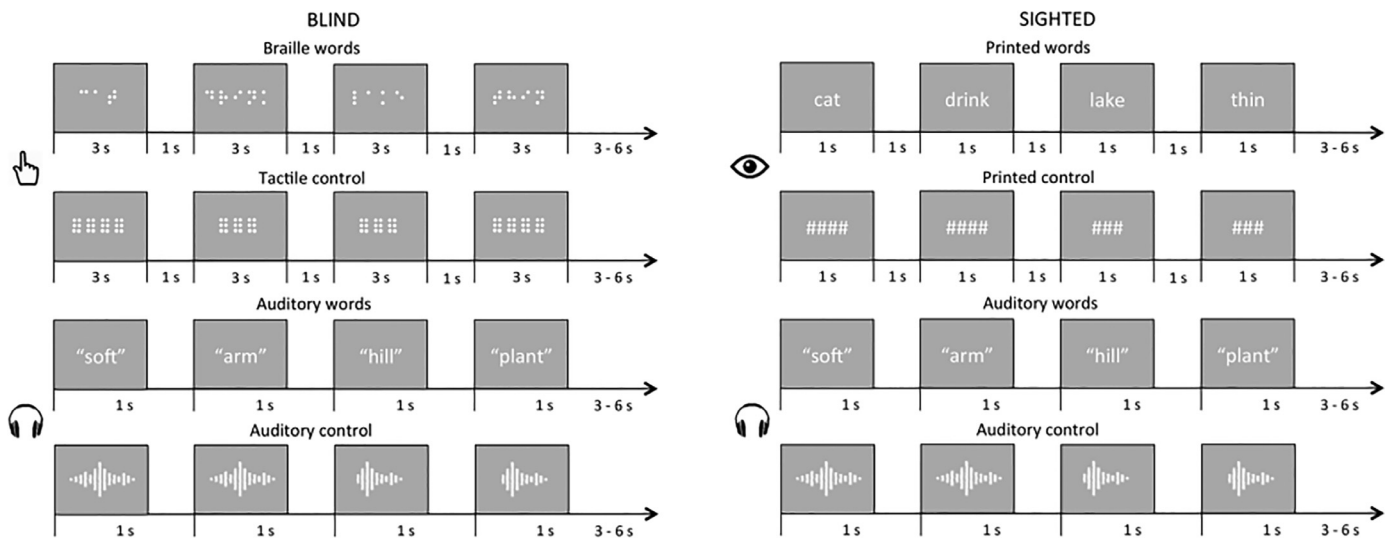 BLIND
Braille words
⠉⠁⠞ ⠙⠗⠊⠝⠅ ⠇⠁⠅⠑ ⠞⠓⠊⠝
3 s 1 s 3 s 1 s 3 s 1 s 3 s 3 - 6 s
Tactile control
⠿⠿⠿⠿ ⠿⠿⠿ ⠿⠿⠿ ⠿⠿⠿⠿
3 s 1 s 3 s 1 s 3 s 1 s 3 s 3 - 6 s
Auditory words
“soft” “arm” “hill” “plant”
1 s 1 s 1 s 1 s 3 - 6 s
Auditory control
1 s 1 s 1 s 1 s 3 - 6 s
SIGHTED
Printed words
cat drink lake thin
1 s 1 s 1 s 1 s 1 s 1 s 1 s 3 - 6 s
Printed control
#### #### ### ###
1 s 1 s 1 s 1 s 1 s 1 s 1 s 3 - 6 s
Auditory words
“soft” “arm” “hill” “plant”
1 s 1 s 1 s 1 s 3 - 6 s
Auditory control
1 s 1 s 1 s 1 s 3 - 6 s